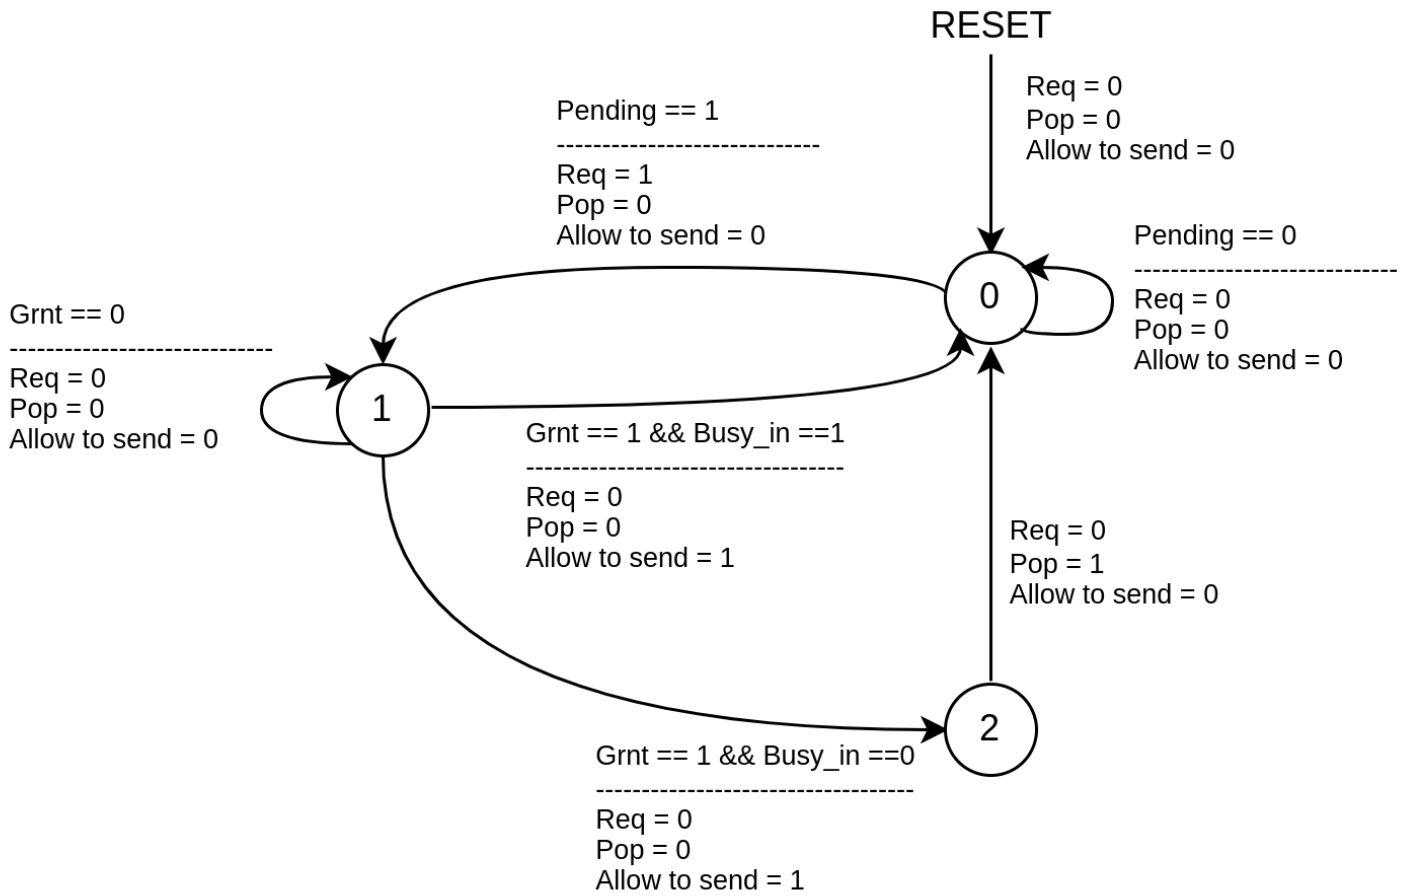 RESET
Req = 0
Pop = 0
Allow to send = 0
Pending == 1
----------------------------
Req = 1
Pop = 0
Allow to send = 0
Pending == 0
----------------------------
Req = 0
Pop = 0
Allow to send = 0
0
Grnt == 0
----------------------------
Req = 0
Pop = 0
Allow to send = 0
1
Grnt == 1 && Busy_in ==1
----------------------------------
Req = 0
Pop = 0
Allow to send = 1
Req = 0
Pop = 1
Allow to send = 0
2
Grnt == 1 && Busy_in ==0
----------------------------------
Req = 0
Pop = 0
Allow to send = 1